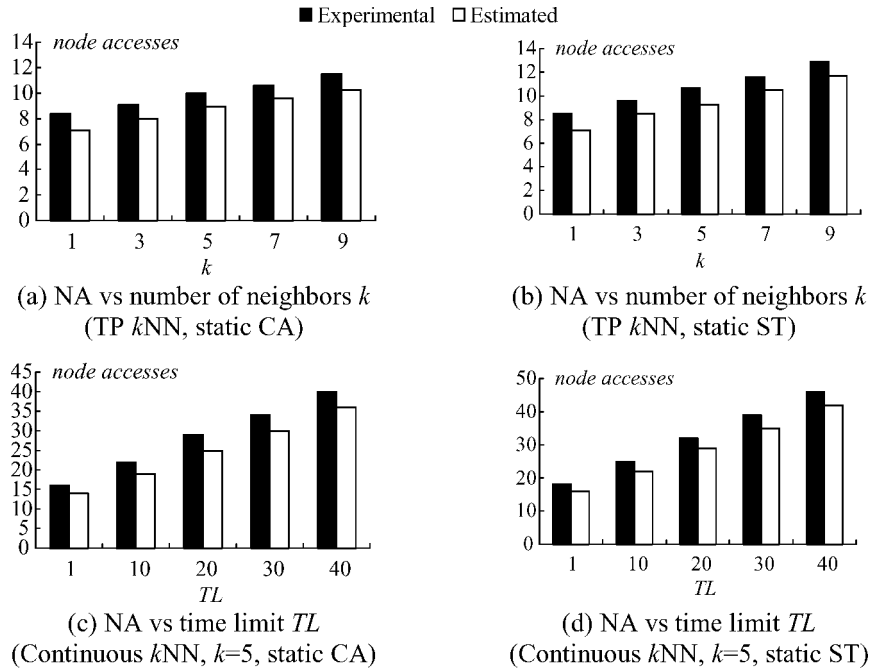 Experimental Estimated
node accesses
14
12
10
8
6
4
2
0
1 3 5 7 9
k
(a) NA vs number of neighbors k
(TP kNN, static CA)
node accesses
14
12
10
8
6
4
2
0
1 3 5 7 9
k
(b) NA vs number of neighbors k
(TP kNN, static ST)
node accesses
45
40
35
30
25
20
15
10
5
0
1 10 20 30 40
TL
(c) NA vs time limit TL
(Continuous kNN, k=5, static CA)
node accesses
50
40
30
20
10
0
1 10 20 30 40
TL
(d) NA vs time limit TL
(Continuous kNN, k=5, static ST)